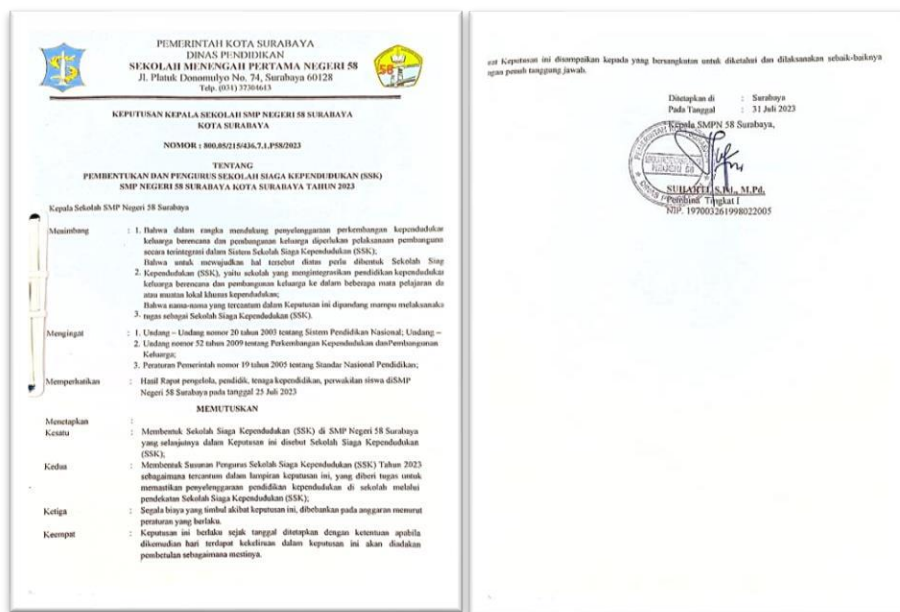 PEMERINTAH KOTA SURABAYA
DINAS PENDIDIKAN
SEKOLAH MENENGAH PERTAMA NEGERI 58
Jl. Platuk Donomulyo No. 74, Surabaya 60128
Telp. (031) 37304613
58
KEPUTUSAN KEPALA SEKOLAH SMP NEGERI 58 SURABAYA
KOTA SURABAYA
NOMOR : 800.05/215/436.7.1.P58/2023
TENTANG
PEMBENTUKAN DAN PENGURUS SEKOLAH SIAGA KEPENDUDUKAN (SSK)
SMP NEGERI 58 SURABAYA KOTA SURABAYA TAHUN 2023
Kepala Sekolah SMP Negeri 58 Surabaya
Menimbang : 1. Bahwa dalam rangka mendukung penyelenggaraan perkembangan kependudukan
keluarga berencana dan pembangunan keluarga diperlukan pelaksanaan pembanguna
secara terintegrasi dalam Sistem Sekolah Siaga Kependudukan (SSK);
Bahwa untuk mewujudkan hal tersebut diatas perlu dibentuk Sekolah Siag
2. Kependudukan (SSK), yaitu sekolah yang mengintegrasikan pendidikan kependudukan
keluarga berencana dan pembangunan keluarga ke dalam beberapa mata pelajaran da
atau muatan lokal khusus kependudukan;
Bahwa nama-nama yang tercantum dalam Keputusan ini dipandang mampu melaksanaka
3. tugas sebagai Sekolah Siaga Kependudukan (SSK).
Mengingat : 1. Undang – Undang nomor 20 tahun 2003 tentang Sistem Pendidikan Nasional; Undang –
2. Undang nomor 52 tahun 2009 tentang Perkembangan Kependudukan danPembangunan
Keluarga;
3. Peraturan Pemerintah nomor 19 tahun 2005 tentang Standar Nasional Pendidikan;
Memperhatikan : Hasil Rapat pengelola, pendidik, tenaga kependidikan, perwakilan siswa diSMP
Negeri 58 Surabaya pada tanggal 25 Juli 2023
MEMUTUSKAN
Menetapkan :
Kesatu : Membentuk Sekolah Siaga Kependudukan (SSK) di SMP Negeri 58 Surabaya
yang selanjutnya dalam Keputusan ini disebut Sekolah Siaga Kependudukan
(SSK);
Kedua : Membentuk Susunan Pengurus Sekolah Siaga Kependudukan (SSK) Tahun 2023
sebagaimana tercantum dalam lampiran keputusan ini, yang diberi tugas untuk
memastikan penyelenggaraan pendidikan kependudukan di sekolah melalui
pendekatan Sekolah Siaga Kependudukan (SSK);
Ketiga : Segala biaya yang timbul akibat keputusan ini, dibebankan pada anggaran menurut
peraturan yang berlaku.
Keempat : Keputusan ini berlaku sejak tanggal ditetapkan dengan ketentuan apabila
dikemudian hari terdapat kekeliruan dalam keputusan ini akan diadakan
pembetulan sebagaimana mestinya.
Keputusan ini disampaikan kepada yang bersangkutan untuk diketahui dan dilaksanakan sebaik-baiknya
ngan penuh tanggung jawab.
Ditetapkan di : Surabaya
Pada Tanggal : 31 Juli 2023
Kepala SMPN 58 Surabaya,
Pembina Tingkat I
NIP. 197003261998022005